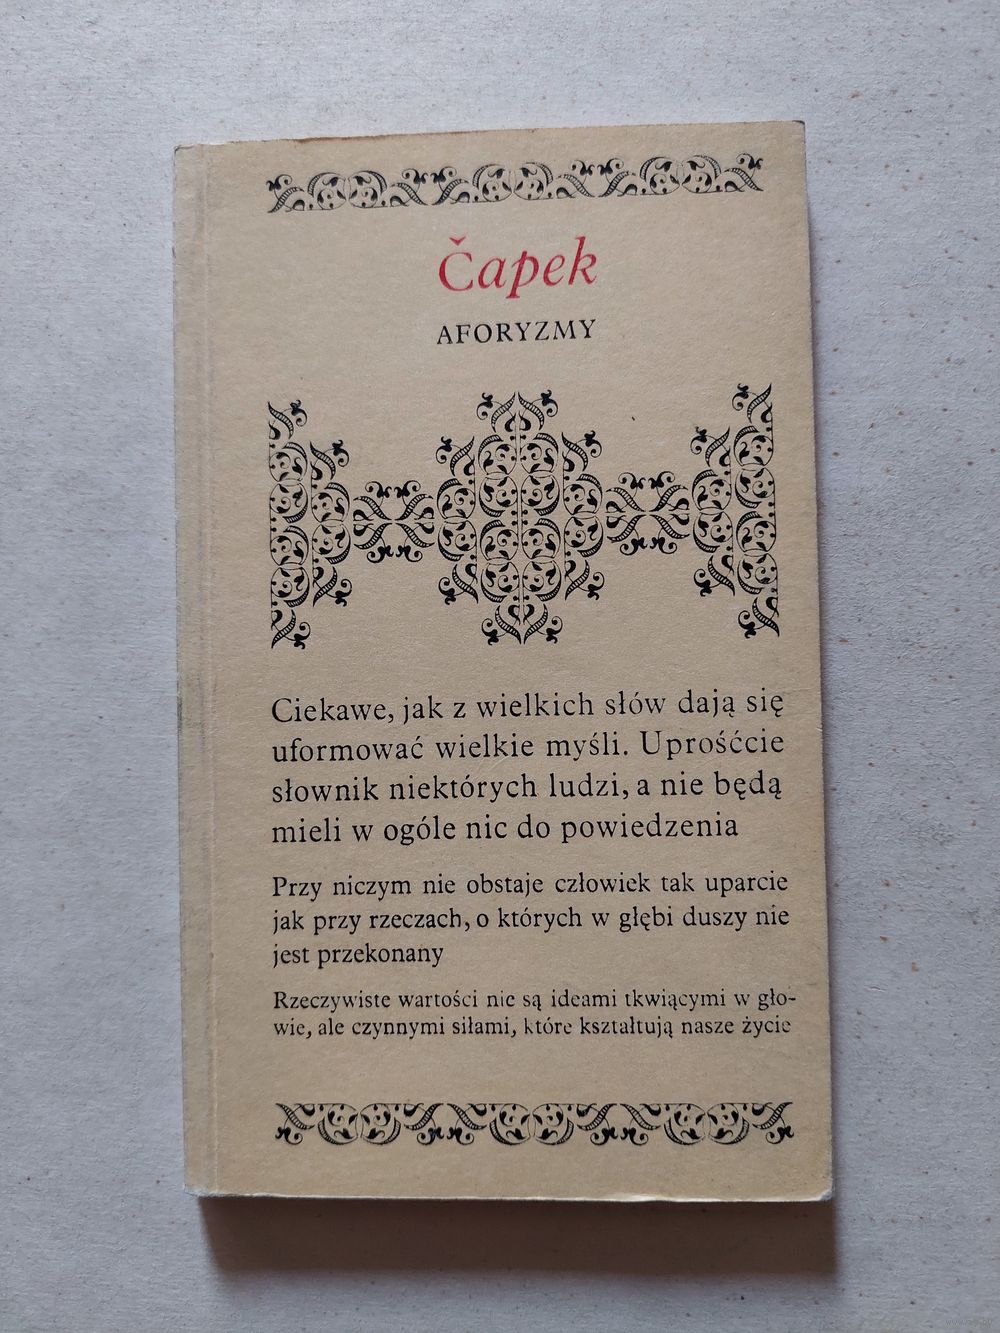 Čapek
AFORYZMY
Ciekawe, jak z wielkich słów dają się
uformować wielkie myśli. Uprośćcie
słownik niektórych ludzi, a nie będą
mieli w ogóle nic do powiedzenia
Przy niczym nie obstaje człowiek tak uparcie
jak przy rzeczach, o których w głębi duszy nie
jest przekonany
Rzeczywiste wartości nie są ideami tkwiącymi w gło-
wie, ale czynnymi siłami, które kształtują nasze życie